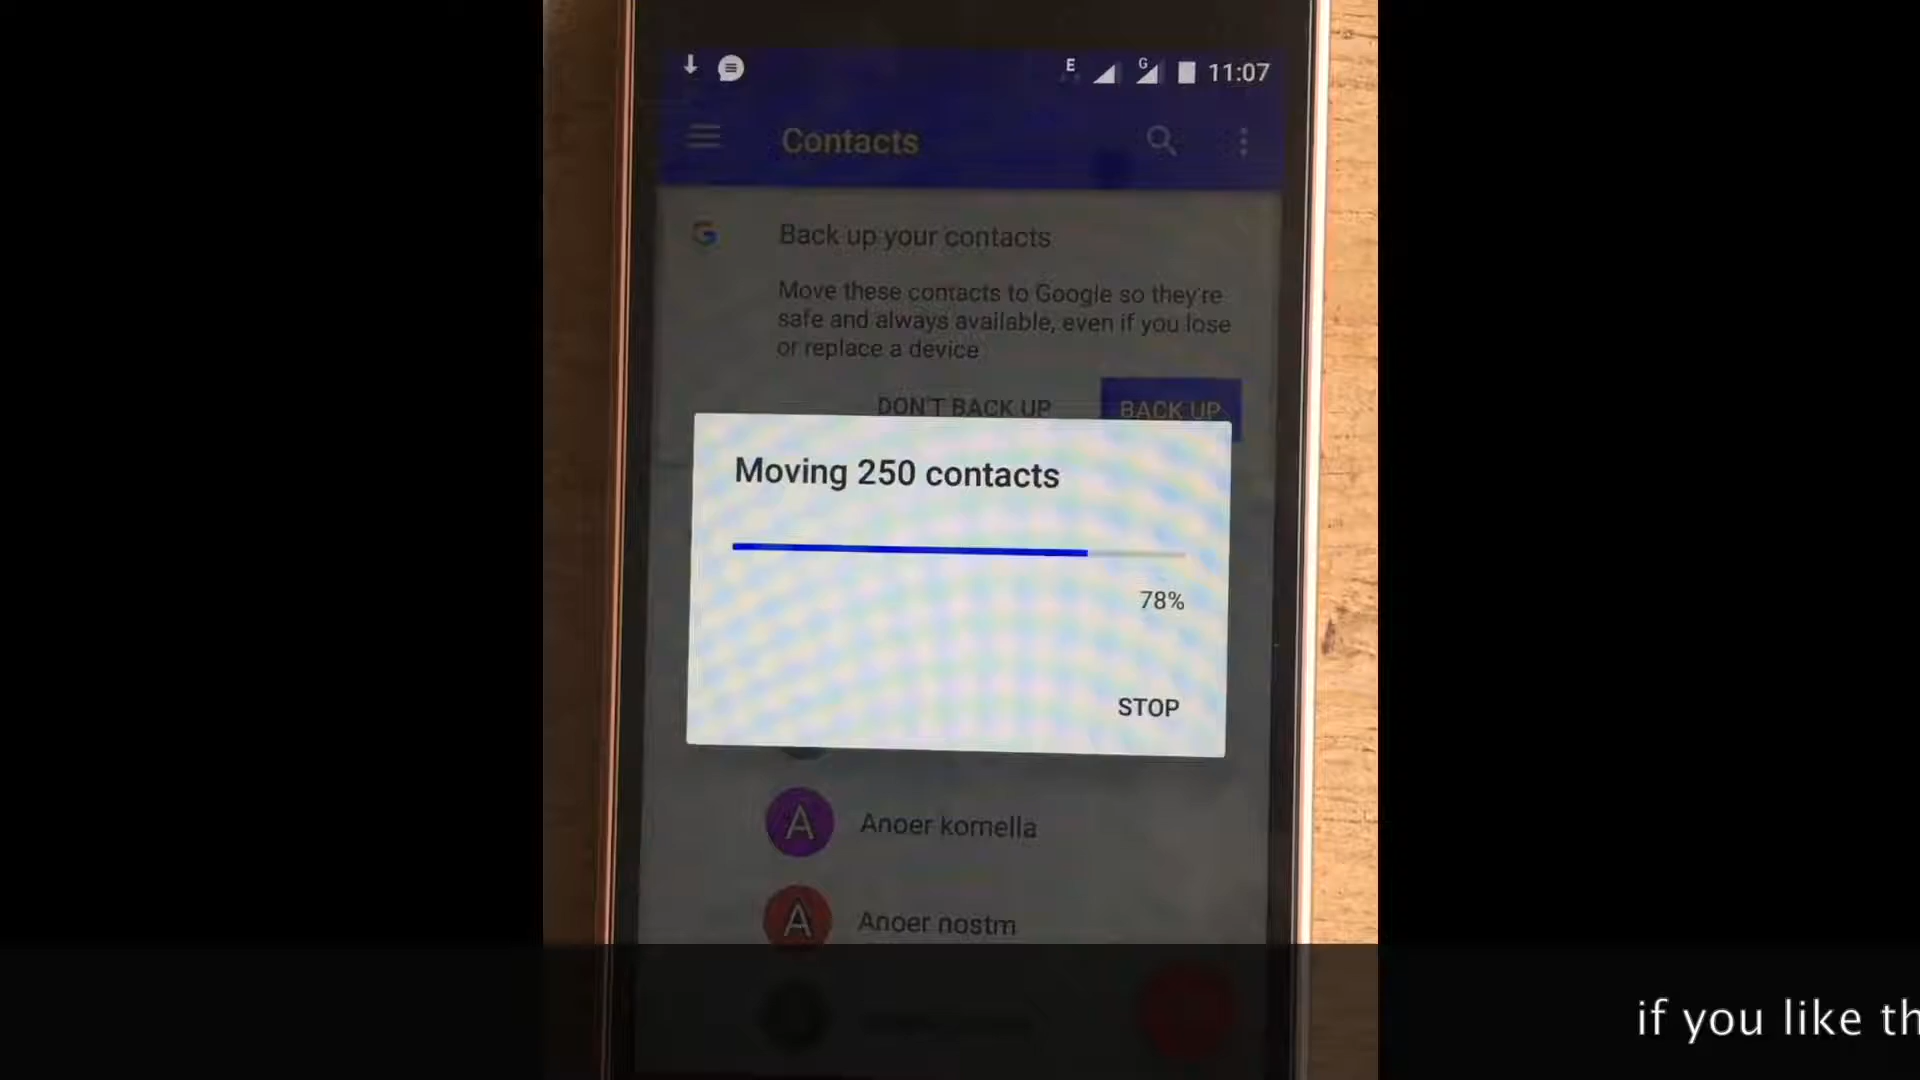 E
G
11:07
Contacts
G
Back up your contacts
Move these contacts to Google so they're
safe and always available, even if you lose
or replace a device
DON'T BACK UP
BACK UP
Moving 250 contacts
78%
STOP
A
Anoer komella
A
Anoer nostm
if you like th